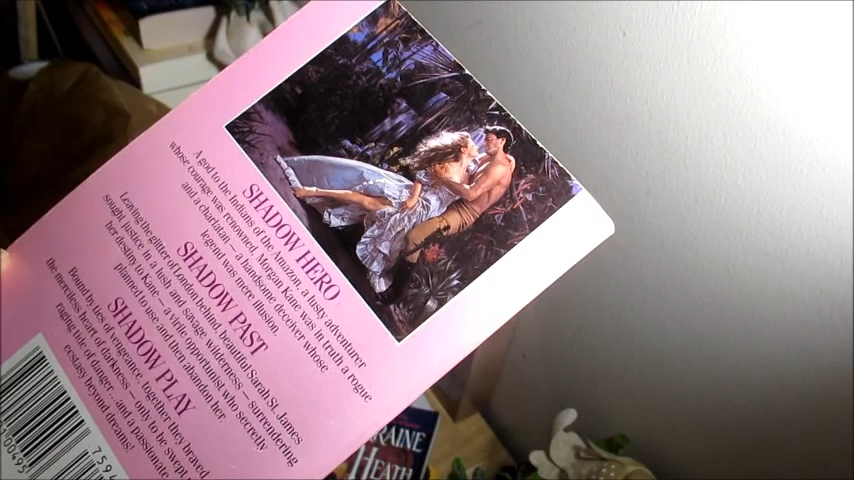 SHADOW HERO
A god to the Indians of the Amazon, a lusty adventurer
whose courage was renowned, Morgan Kane was in truth a rogue
and a charlatan — a handsome deceiver whose
legend was mere illusion.
SHADOW PAST
Leaving the glitter of London behind, beautiful Sarah St. James
sought justice in a lush and savage wilderness — surrendering
her destiny to Kane — a virile opportunist who secretly
planned to use and then abandon her.
SHADOW PLAY
Bound by ties of vengeance, together they braved
the merciless heart of darkness — only to be swept
raging tide of danger... and a passionate
ecstasy beyond dreams!
00495
RAINE
HEATH